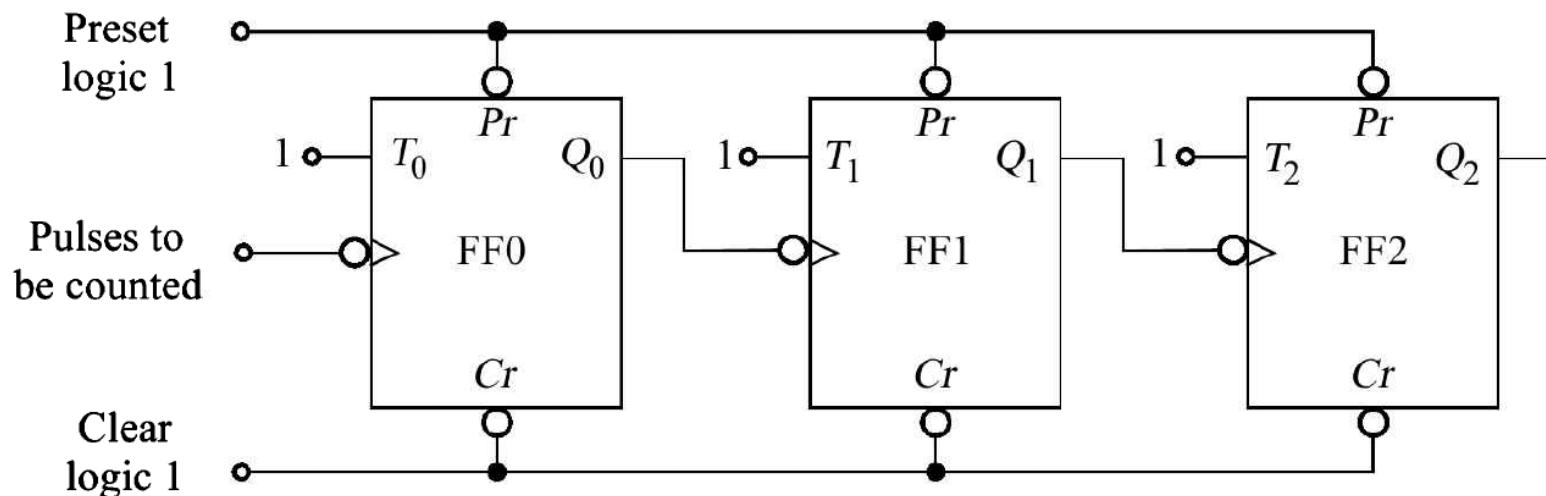 Preset
logic 1
Pr
Pr
Pr
1
T₀
Q₀
1
T₁
Q₁
1
T₂
Q₂
Pulses to
be counted
FF0
FF1
FF2
Cr
Cr
Cr
Clear
logic 1